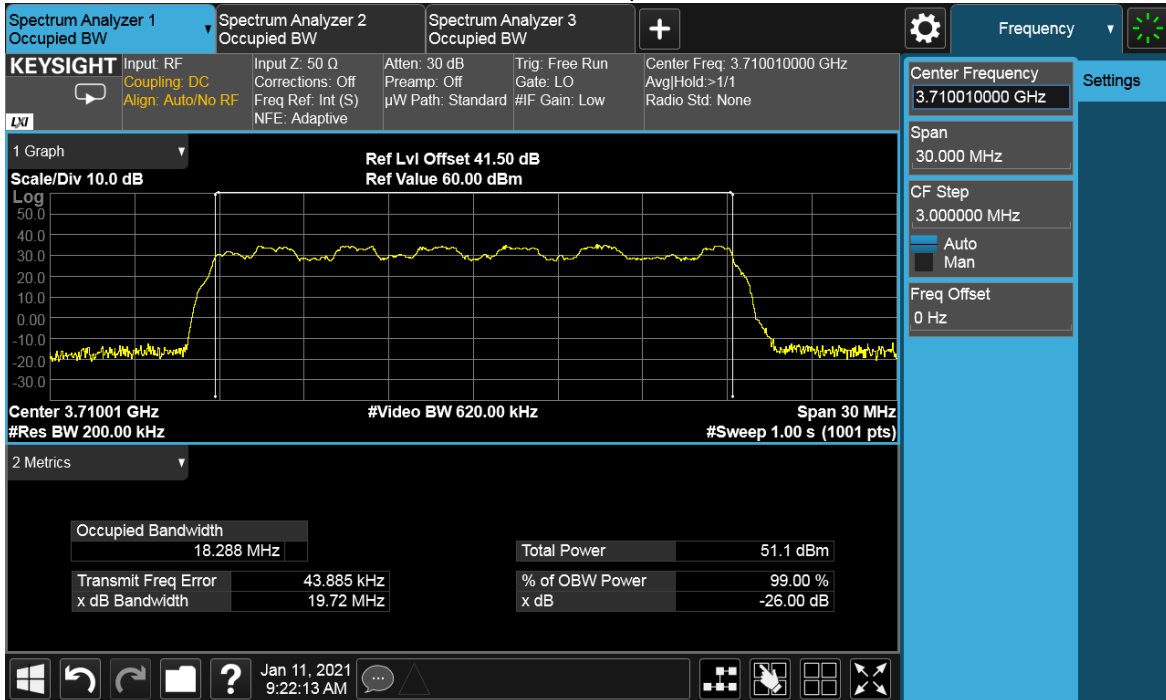 Spectrum Analyzer 1
Occupied BW
Spectrum Analyzer 2
Occupied BW
Spectrum Analyzer 3
Occupied BW
Frequency
KEYSIGHT
LXI
Input: RF
Coupling: DC
Align: Auto/No RF
Input Z: 50 Ω
Corrections: Off
Freq Ref: Int (S)
NFE: Adaptive
Atten: 30 dB
Preamp: Off
µW Path: Standard
Trig: Free Run
Gate: LO
#IF Gain: Low
Center Freq: 3.710010000 GHz
Avg|Hold:>1/1
Radio Std: None
Center Frequency
3.710010000 GHz
Settings
Span
30.000 MHz
CF Step
3.000000 MHz
Auto
Man
Freq Offset
0 Hz
1 Graph
Scale/Div 10.0 dB
Ref Lvl Offset 41.50 dB
Ref Value 60.00 dBm
Log
50.0
40.0
30.0
20.0
10.0
0.00
-10.0
-20.0
-30.0
Center 3.71001 GHz
#Video BW 620.00 kHz
Span 30 MHz
#Res BW 200.00 kHz
#Sweep 1.00 s (1001 pts)
2 Metrics
Occupied Bandwidth
18.288 MHz
Total Power 51.1 dBm
Transmit Freq Error 43.885 kHz
% of OBW Power 99.00 %
x dB Bandwidth 19.72 MHz
x dB -26.00 dB
?
Jan 11, 2021
9:22:13 AM